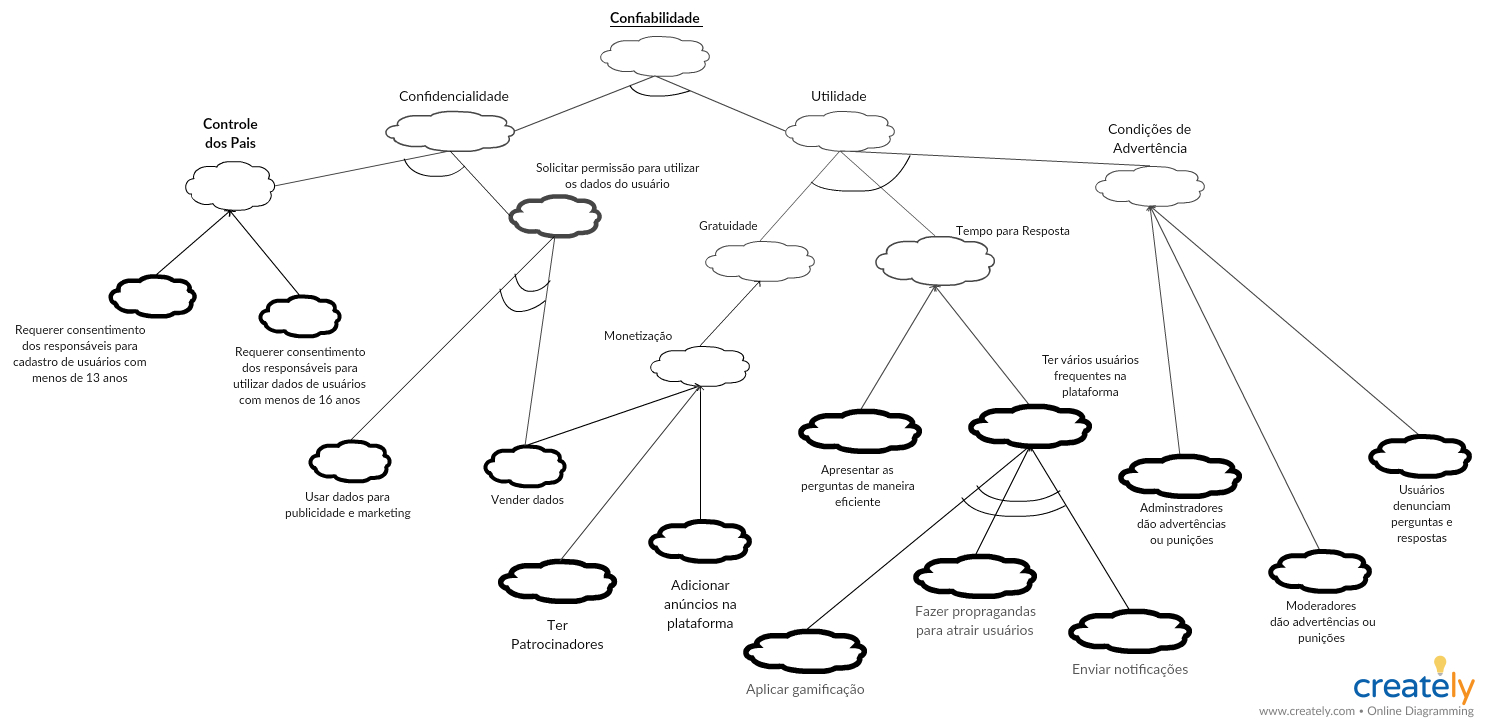 Confiabilidade
Confidencialidade
Utilidade
Controle
dos Pais
Condições de
Advertência
Solicitar permissão para utilizar
os dados do usuário
Gratuidade
Tempo para Resposta
Requerer consentimento
dos responsáveis para
cadastro de usuários com
menos de 13 anos
Requerer consentimento
dos responsáveis para
utilizar dados de usuários
com menos de 16 anos
Monetização
Ter vários usuários
frequentes na
plataforma
Usar dados para
publicidade e marketing
Vender dados
Apresentar as
perguntas de maneira
eficiente
Adminstradores
dão advertências
ou punições
Usuários
denunciam
perguntas e
respostas
Ter
Patrocinadores
Adicionar
anúncios na
plataforma
Fazer propragandas
para atrair usuários
Moderadores
dão advertências ou
punições
Aplicar gamificação
Enviar notificações
creately
www.creately.com • Online Diagramming